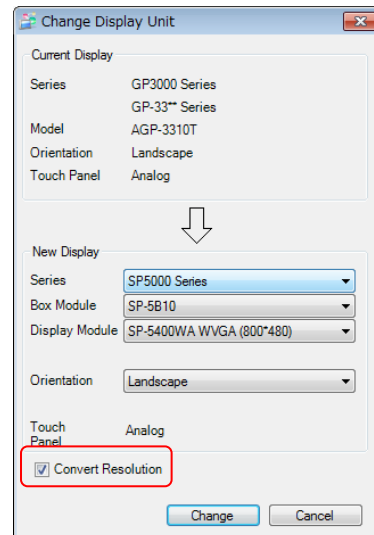 Change Display Unit
Current Display
Series GP3000 Series
GP-33** Series
Model AGP-3310T
Orientation Landscape
Touch Panel Analog
New Display
Series SP5000 Series
Box Module SP-5B10
Display Module SP-5400WA WVGA (800*480)
Orientation Landscape
Touch Panel Analog
Convert Resolution
Change Cancel